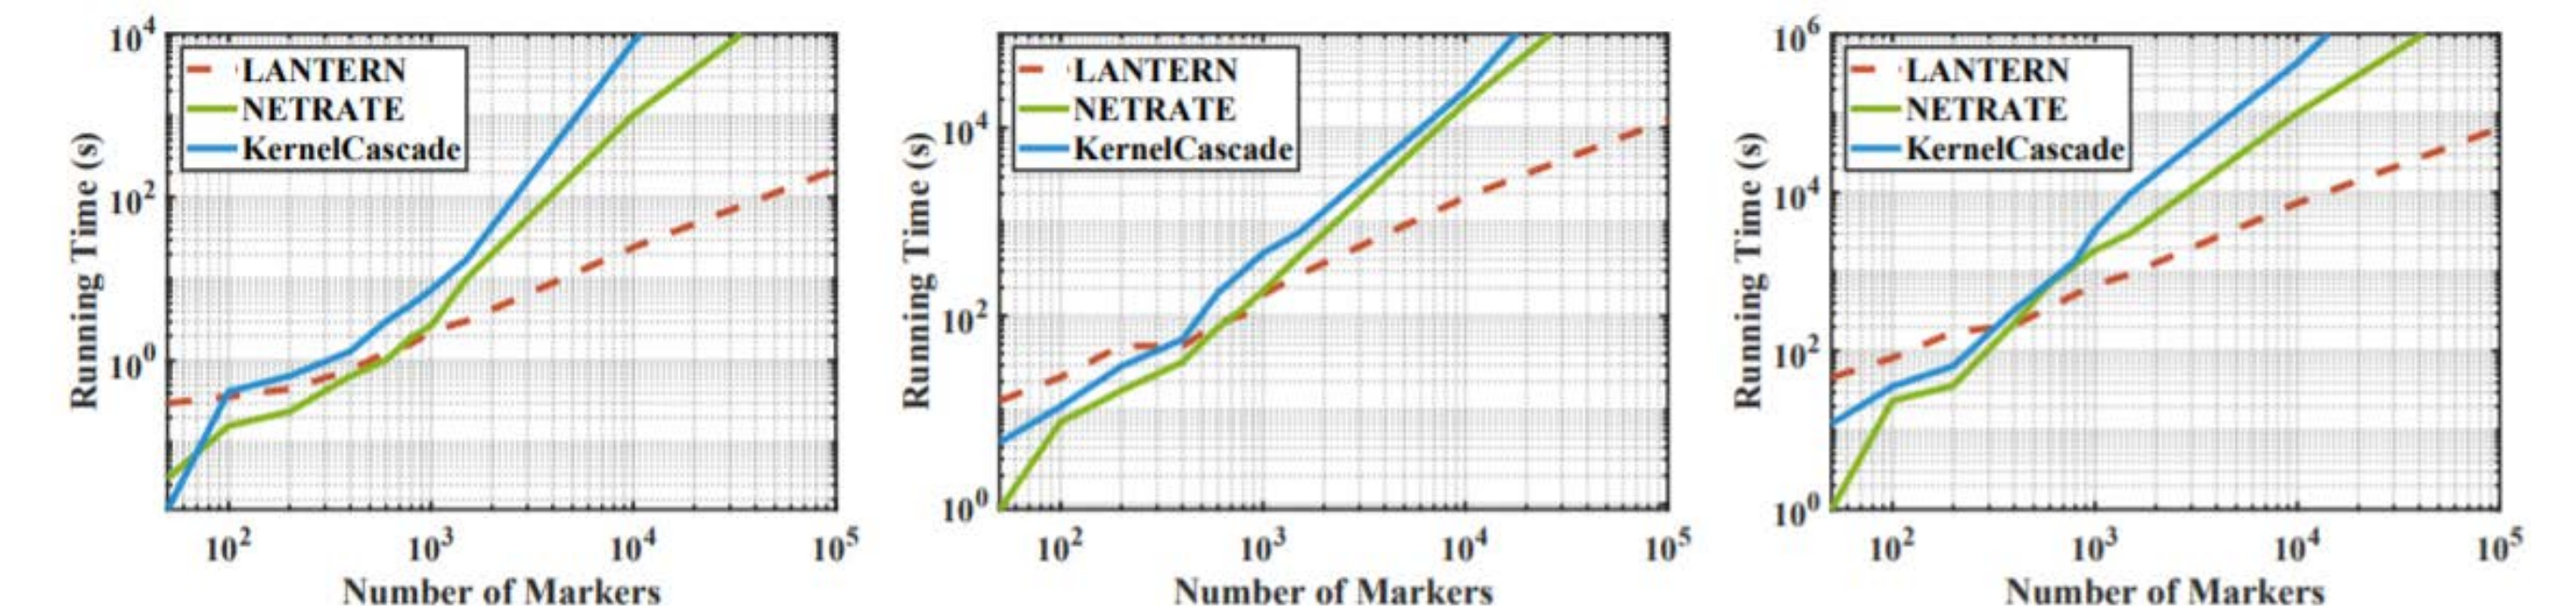 10^4
10^2
10^0
Running Time (s)
LANTERN
NETRATE
KernelCascade
10^2 10^3 10^4 10^5
Number of Markers
10^4
10^2
10^0
Running Time (s)
LANTERN
NETRATE
KernelCascade
10^2 10^3 10^4 10^5
Number of Markers
10^6
10^4
10^2
10^0
Running Time (s)
LANTERN
NETRATE
KernelCascade
10^2 10^3 10^4 10^5
Number of Markers